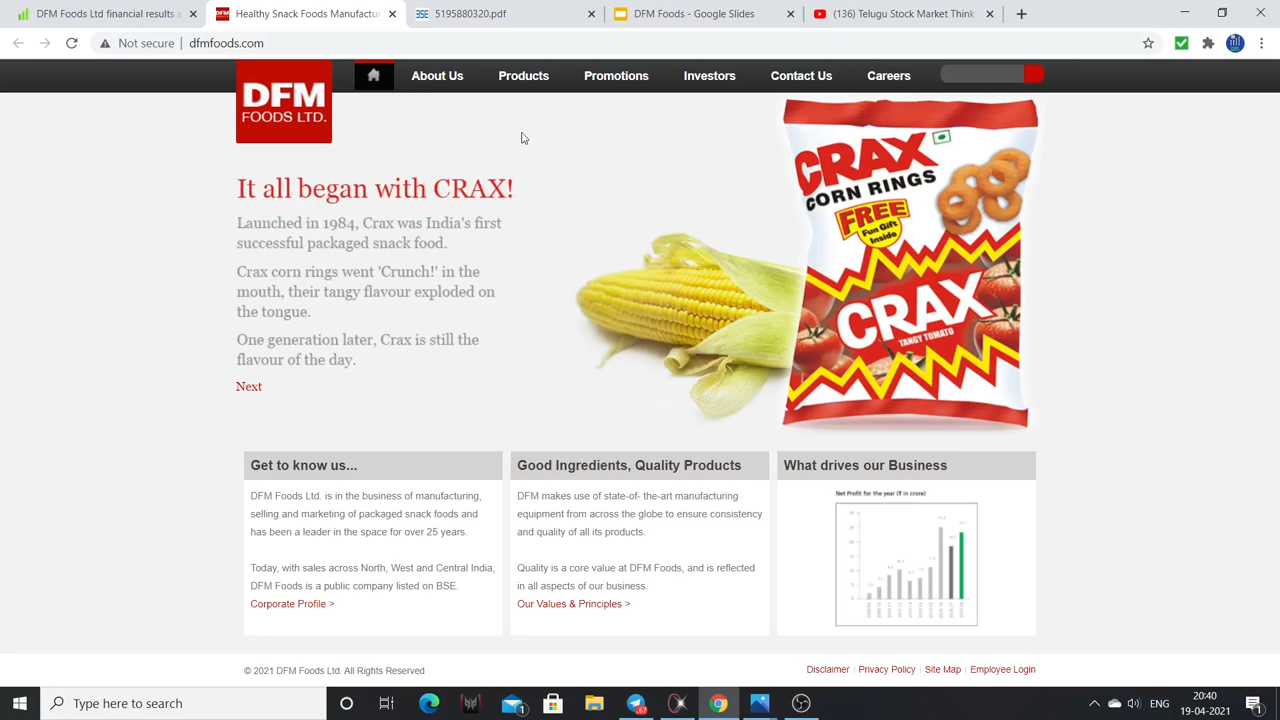 DFM Foods Ltd financial results a
Healthy Snack Foods Manufactur
5195880320.pdf
DFM Foods - Google Slides
(136) Telugu Stock Market Think
Not secure
dfmfoods.com
DFM
FOODS LTD.
About Us
Products
Promotions
Investors
Contact Us
Careers
It all began with CRAX!
Launched in 1984, Crax was India's first
successful packaged snack food.
Crax corn rings went 'Crunch!' in the
mouth, their tangy flavour exploded on
the tongue.
One generation later, Crax is still the
flavour of the day.
Next
CRAX
CORN RINGS
FREE
Fun Gift
Inside
CRAX
TANGY TOMATO
Get to know us...
DFM Foods Ltd. is in the business of manufacturing,
selling and marketing of packaged snack foods and
has been a leader in the space for over 25 years.
Today, with sales across North, West and Central India,
DFM Foods is a public company listed on BSE.
Corporate Profile >
Good Ingredients, Quality Products
DFM makes use of state-of- the-art manufacturing
equipment from across the globe to ensure consistency
and quality of all its products.
Quality is a core value at DFM Foods, and is reflected
in all aspects of our business.
Our Values & Principles >
What drives our Business
Net Profit for the year (₹ in crore)
© 2021 DFM Foods Ltd. All Rights Reserved
Disclaimer | Privacy Policy | Site Map | Employee Login
Type here to search
ENG
20:40
19-04-2021